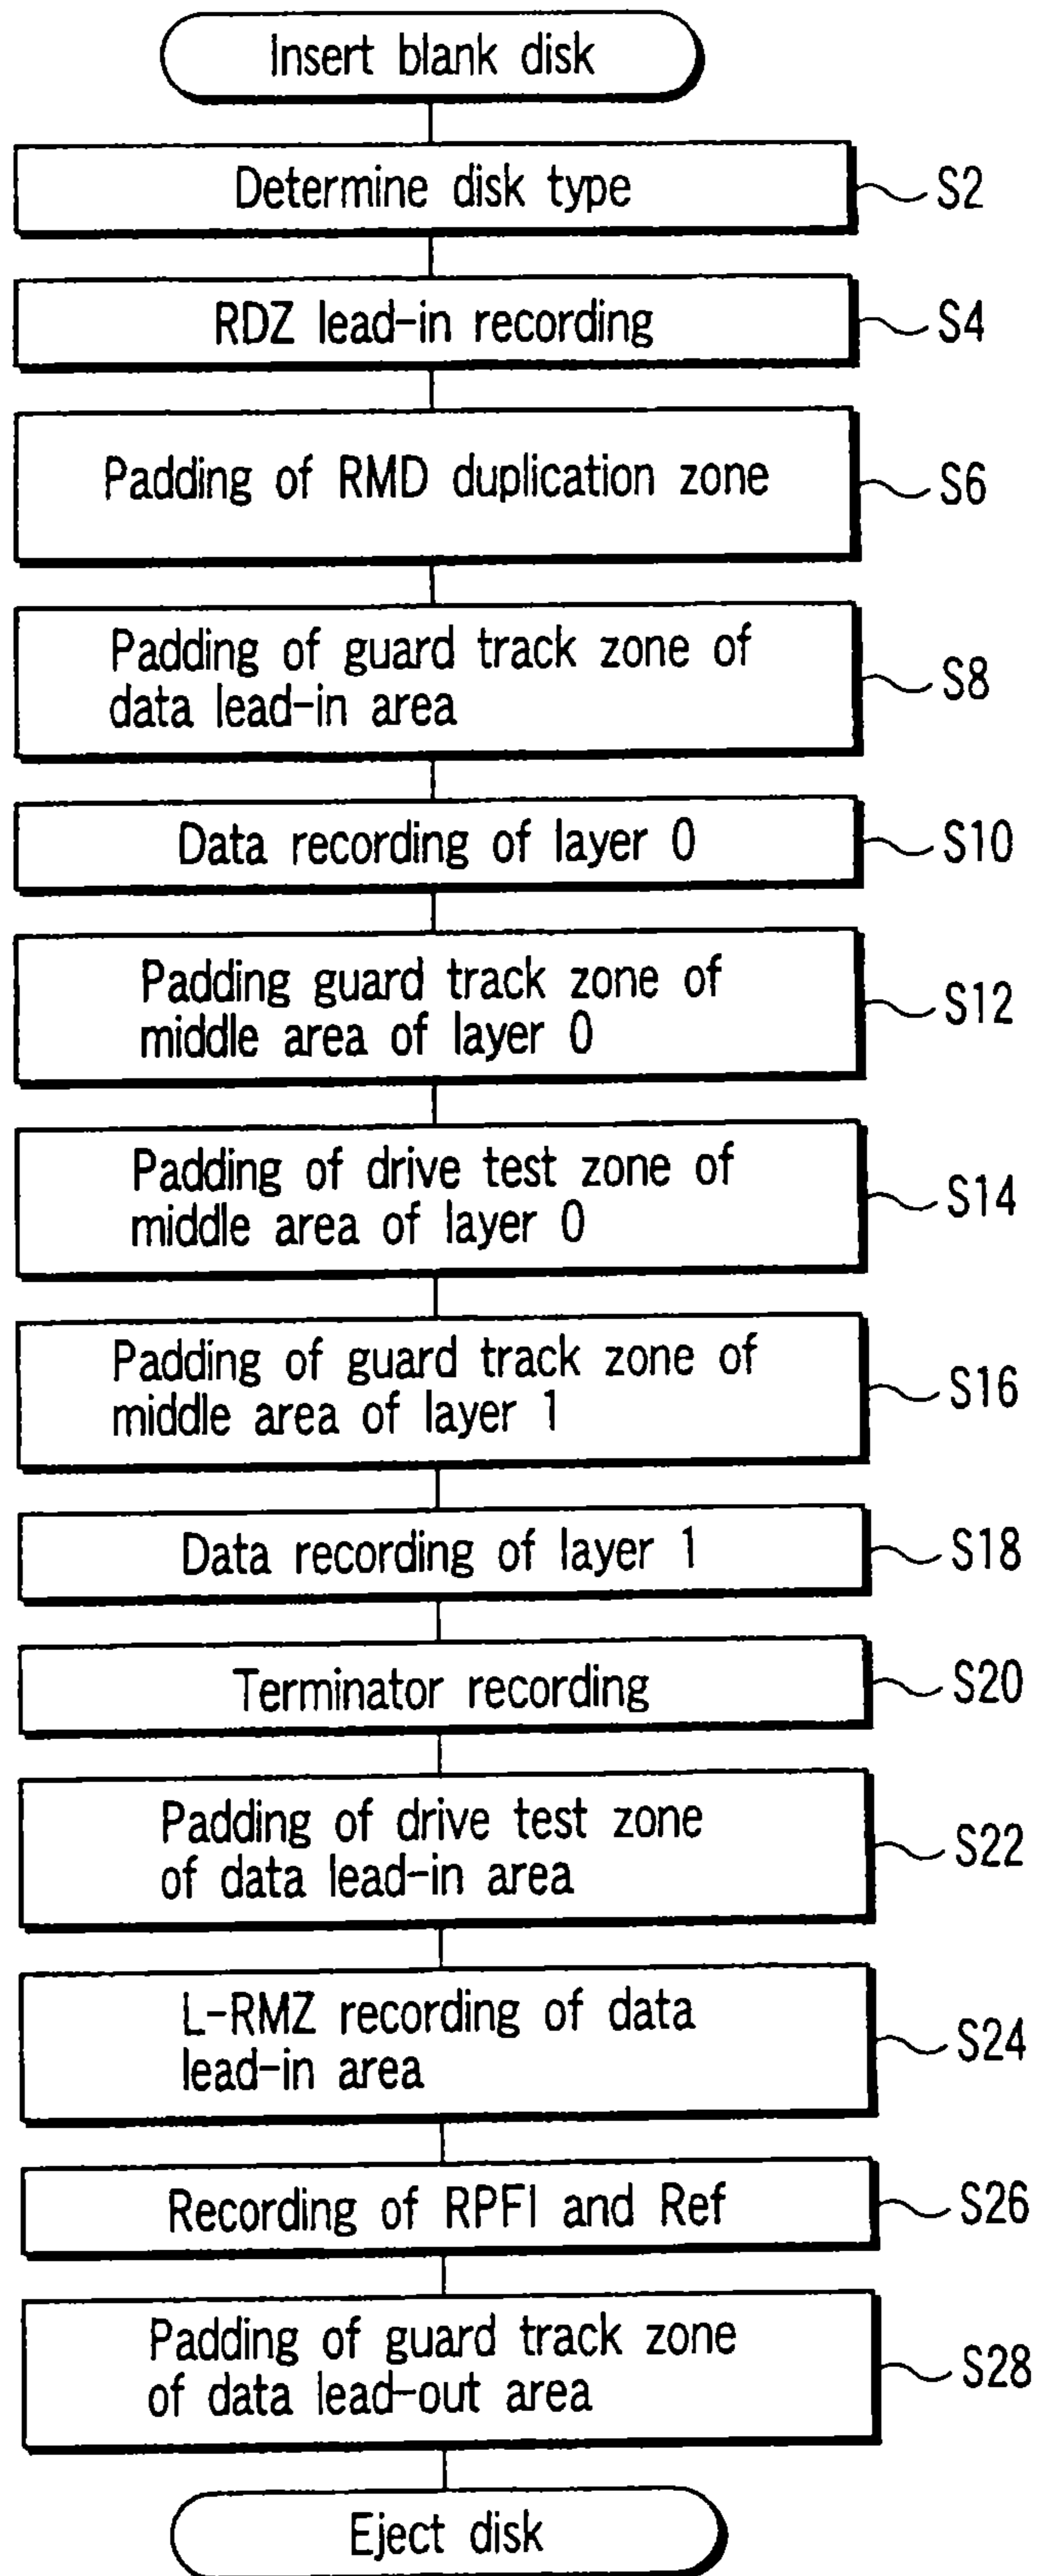 Insert blank disk
Determine disk type
S2
RDZ lead-in recording
S4
Padding of RMD duplication zone
S6
Padding of guard track zone of
data lead-in area
S8
Data recording of layer 0
S10
Padding guard track zone of
middle area of layer 0
S12
Padding of drive test zone of
middle area of layer 0
S14
Padding of guard track zone of
middle area of layer 1
S16
Data recording of layer 1
S18
Terminator recording
S20
Padding of drive test zone
of data lead-in area
S22
L-RMZ recording of data
lead-in area
S24
Recording of RPFI and Ref
S26
Padding of guard track zone
of data lead-out area
S28
Eject disk